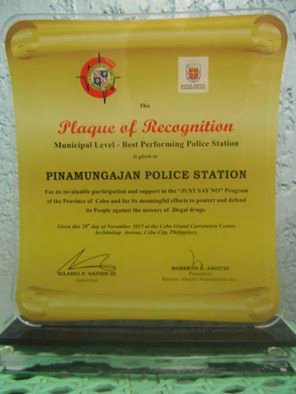 This
Plaque of Recognition
Municipal Level - Best Performing Police Station
is given to
PINAMUNGAJAN POLICE STATION
For its invaluable participation and support in the "JUST SAY NO" Program
of the Province of Cebu and for its meaningful efforts to protect and defend
its People against the menace of illegal drugs.
Given this 20th day of November 2015 at the Cebu Grand Convention Center,
Archbishop Avenue, Cebu City, Philippines.
HILARIO P. DAVIDE III
Governor
ROBERTO E. ABOITIZ
President
Ramon Aboitiz Foundation Inc.